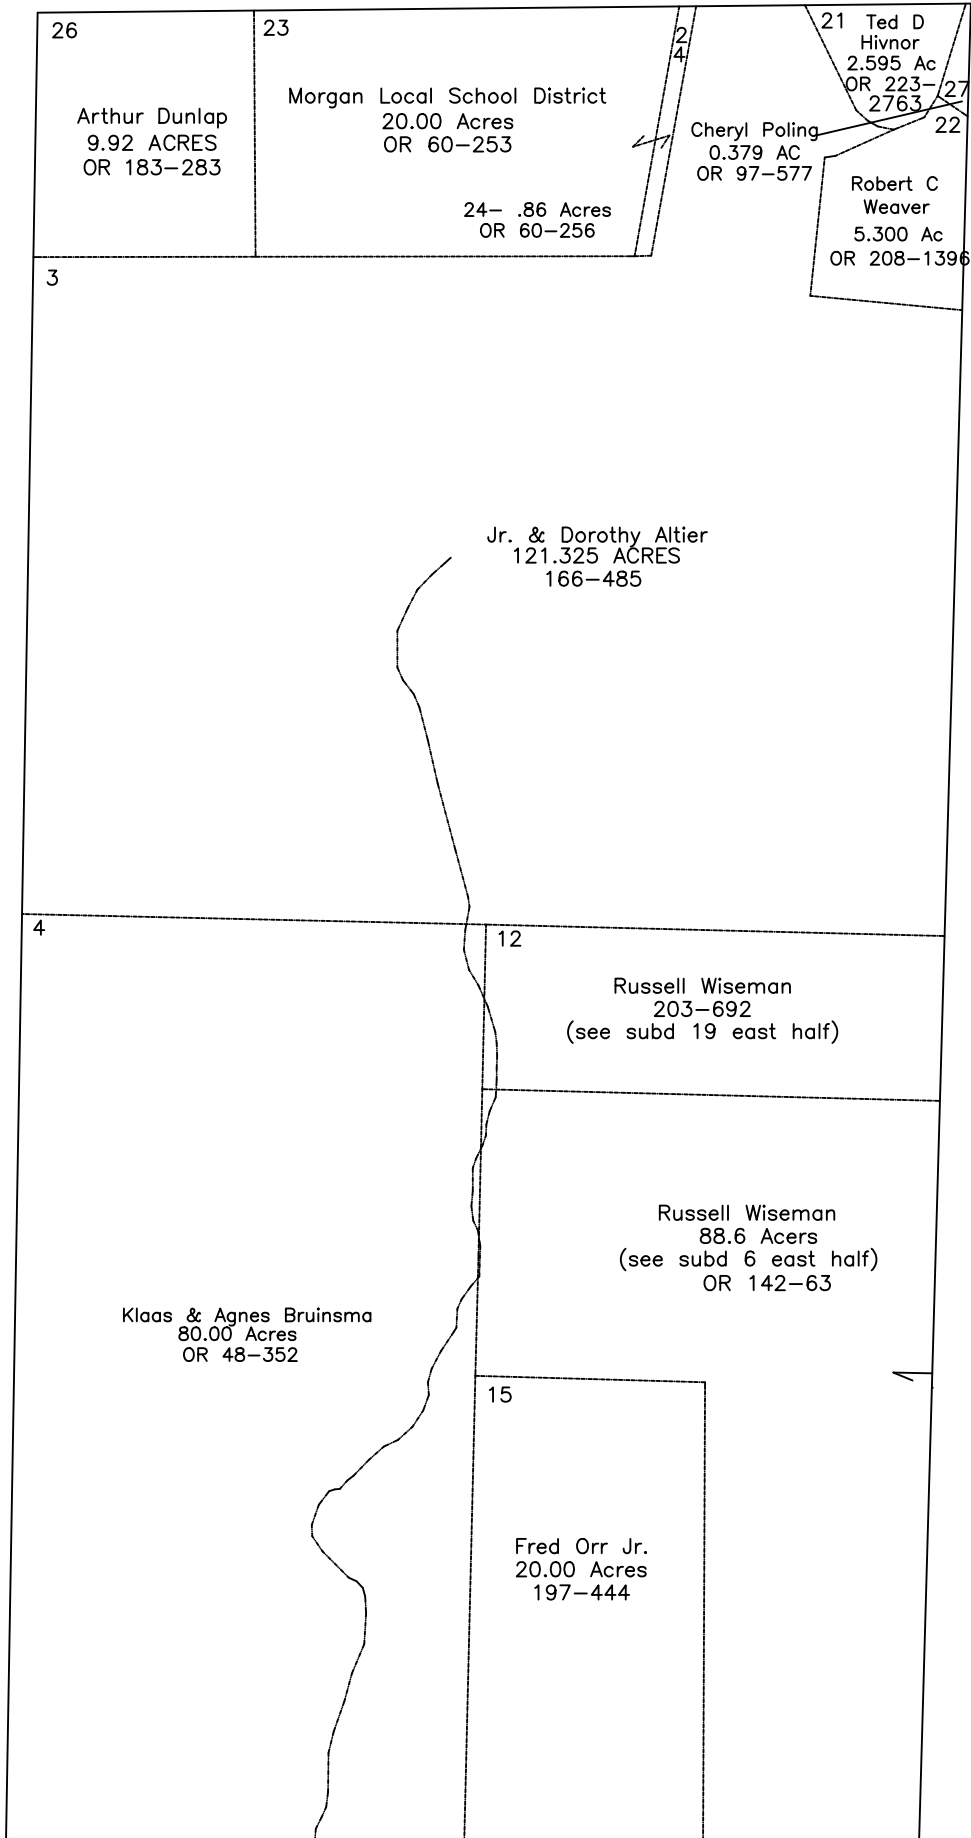 26
Arthur Dunlap
9.92 ACRES
OR 183-283
23
Morgan Local School District
20.00 Acres
OR 60-253
24- .86 Acres
OR 60-256
2
4
21
Ted D
Hivnor
2.595 Ac
OR 223-
2763
27
22
Cheryl Poling
0.379 AC
OR 97-577
Robert C
Weaver
5.300 Ac
OR 208-1396
3
Jr. & Dorothy Altier
121.325 ACRES
166-485
4
12
Russell Wiseman
203-692
(see subd 19 east half)
Russell Wiseman
88.6 Acers
(see subd 6 east half)
OR 142-63
Klaas & Agnes Bruinsma
80.00 Acres
OR 48-352
15
Fred Orr Jr.
20.00 Acres
197-444